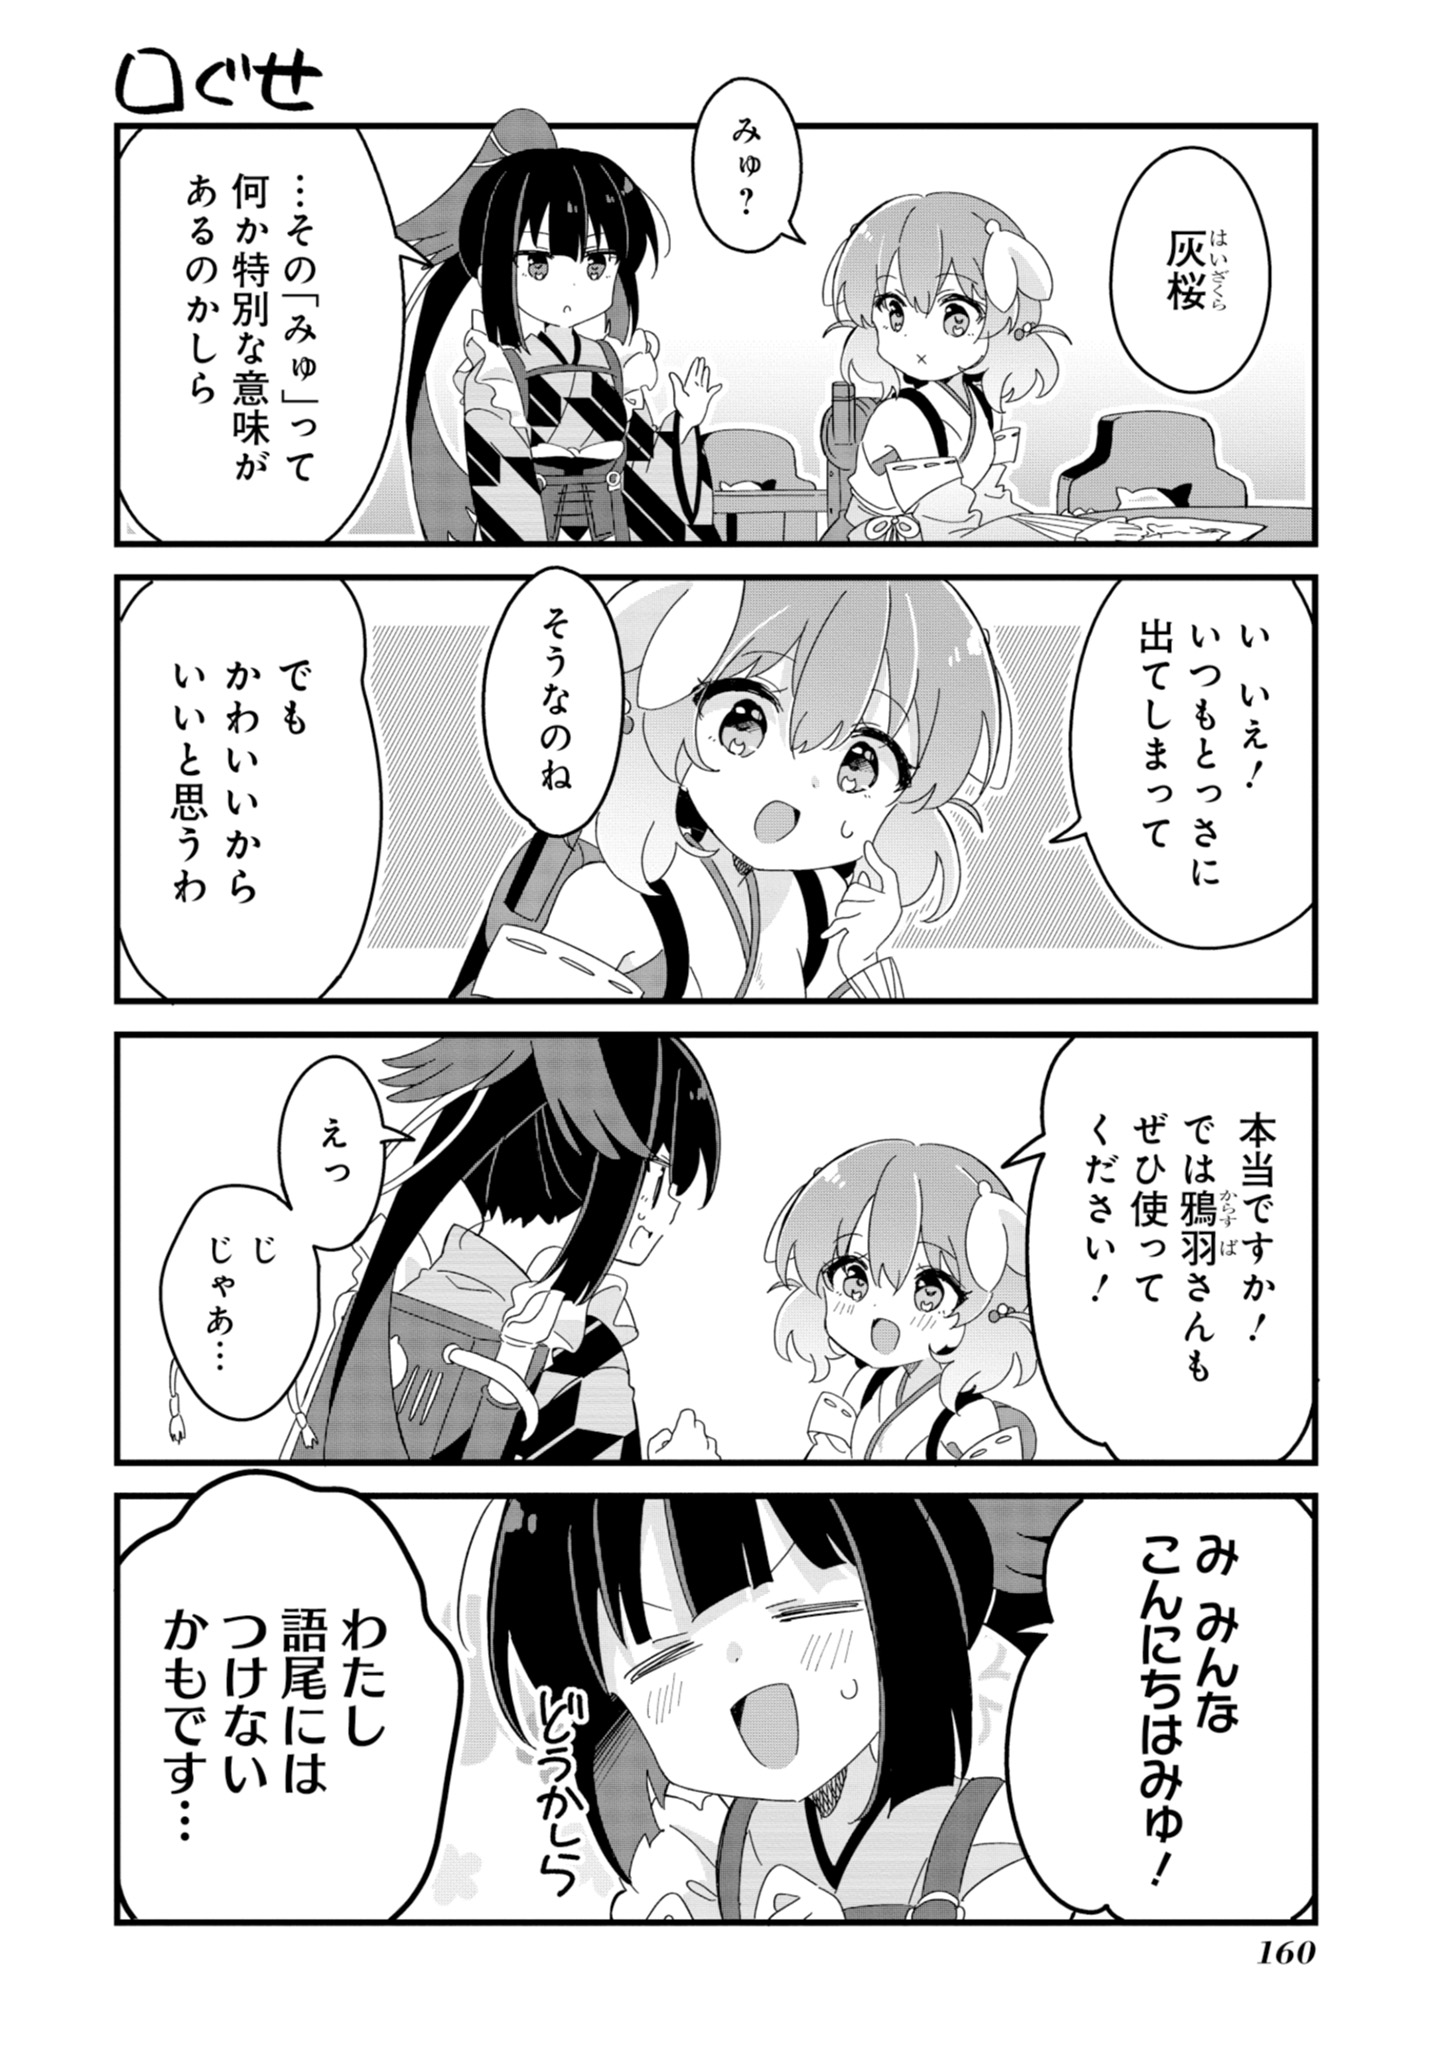 口ぐせ
灰桜
はいざくら
みゅ？
…その「みゅ」って
何か特別な意味が
あるのかしら
い いえ！
いつもとっさに
出てしまって
そうなのね
でも
かわいいから
いいと思うわ
本当ですか！
では鴉羽さんも
からすば
ぜひ使って
ください！
えっ
じ
じゃあ…
み みんな
こんにちはみゅ！
どうかしら
わたし
語尾には
つけない
かもです…
160